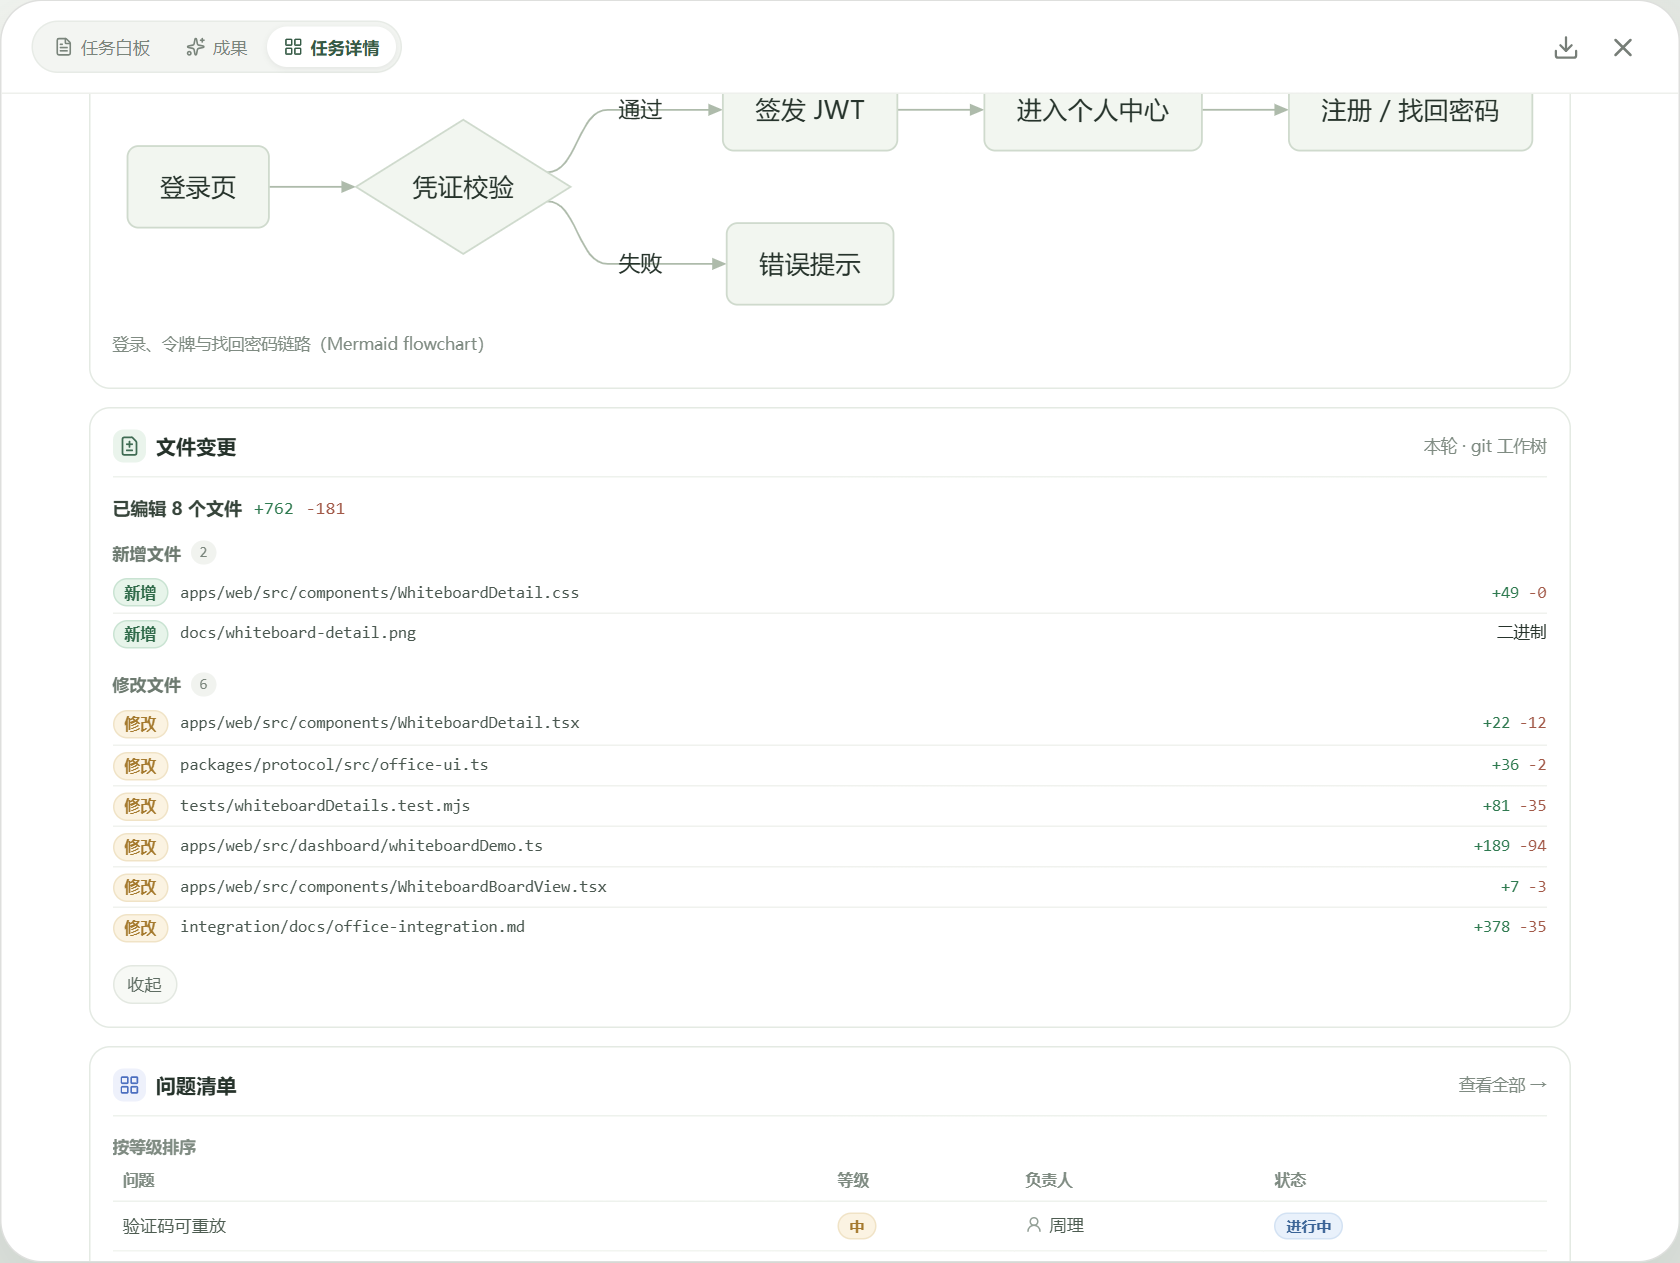 任务白板 成果 任务详情
通过 签发 JWT 进入个人中心 注册 / 找回密码
登录页 凭证校验
失败 错误提示
登录、令牌与找回密码链路（Mermaid flowchart）
文件变更 本轮 · git 工作树
已编辑 8 个文件 +762 -181
新增文件 2
新增 apps/web/src/components/WhiteboardDetail.css +49 -0
新增 docs/whiteboard-detail.png 二进制
修改文件 6
修改 apps/web/src/components/WhiteboardDetail.tsx +22 -12
修改 packages/protocol/src/office-ui.ts +36 -2
修改 tests/whiteboardDetails.test.mjs +81 -35
修改 apps/web/src/dashboard/whiteboardDemo.ts +189 -94
修改 apps/web/src/components/WhiteboardBoardView.tsx +7 -3
修改 integration/docs/office-integration.md +378 -35
收起
问题清单 查看全部 →
按等级排序
问题 等级 负责人 状态
验证码可重放 中 周理 进行中